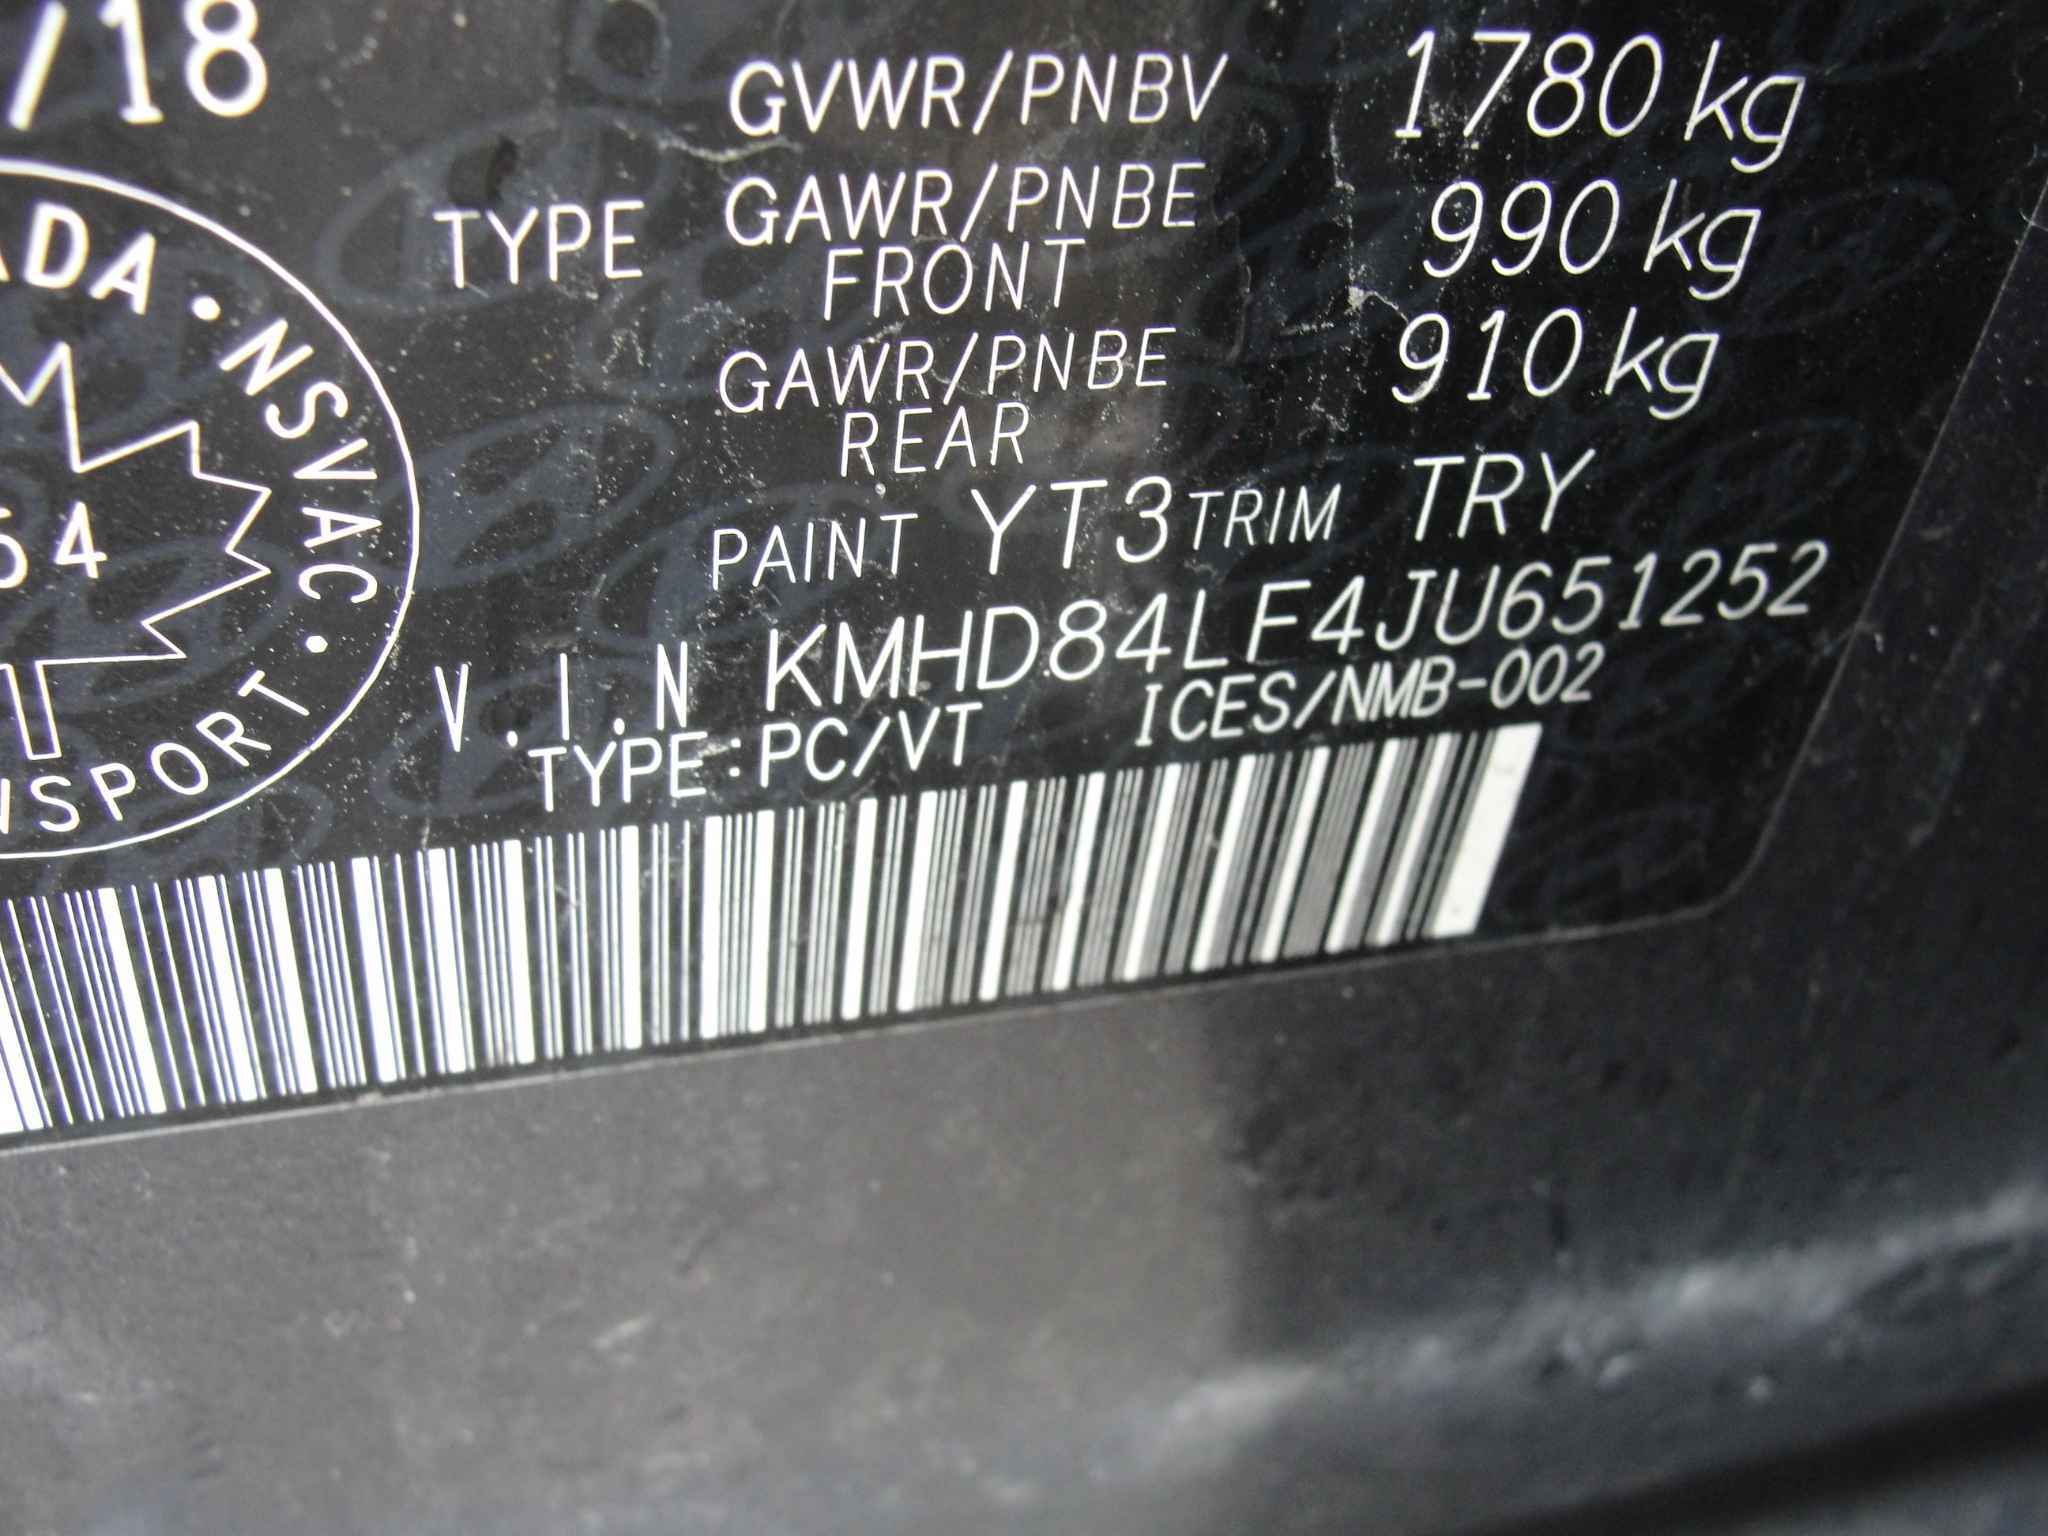 /18
GVWR/PNBV 1780 kg
TYPE GAWR/PNBE 990 kg
FRONT
GAWR/PNBE 910 kg
REAR
PAINT YT3 TRIM TRY
V.I.N KMHD84LF4JU651252
TYPE:PC/VT ICES/NMB-002
ADA · NSVAC ·
54
NSPORT